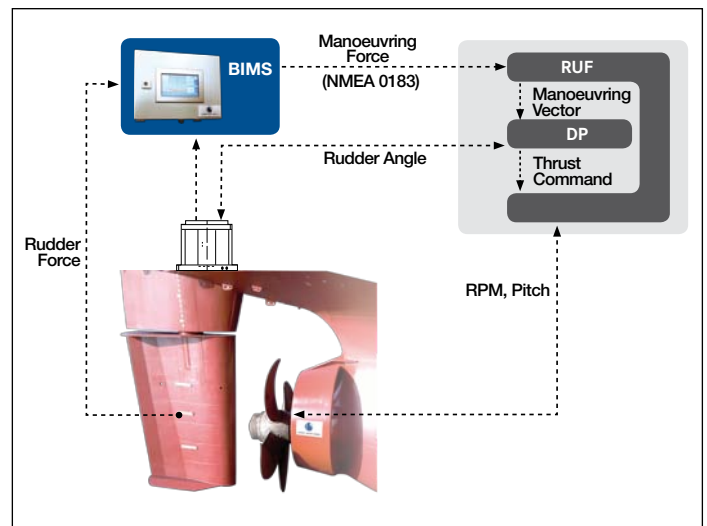 Manoeuvring
Force
(NMEA 0183)
BIMS
RUF
Manoeuvring
Vector
DP
Rudder Angle
Thrust
Command
Rudder
Force
RPM, Pitch